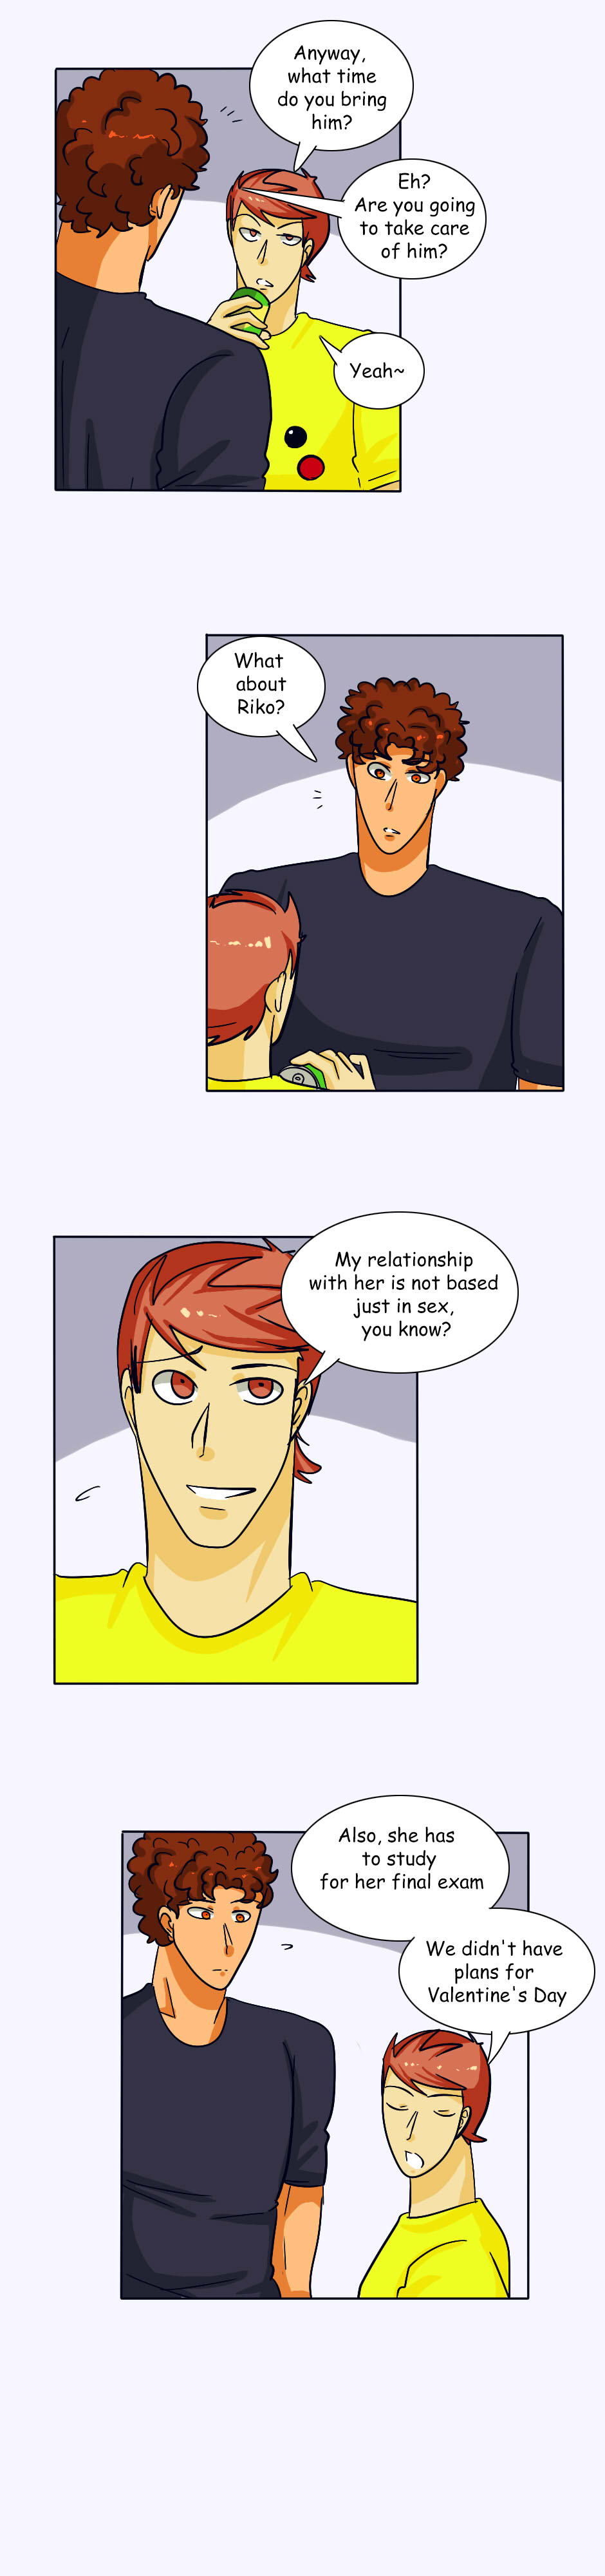 Anyway,
what time
do you bring
him?
Eh?
Are you going
to take care
of him?
Yeah~
What
about
Riko?
My relationship
with her is not based
just in sex,
you know?
Also, she has
to study
for her final exam
We didn't have
plans for
Valentine's Day